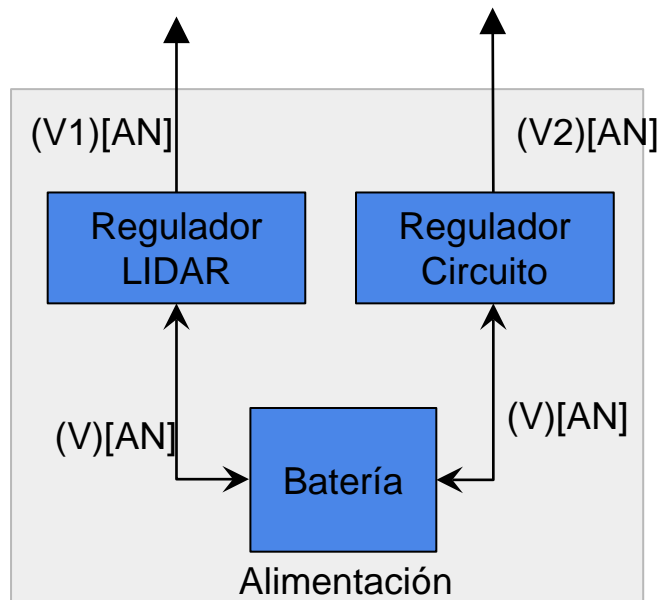 (V1)[AN]
(V2)[AN]
Regulador
LIDAR
Regulador
Circuito
(V)[AN]
(V)[AN]
Batería
Alimentación